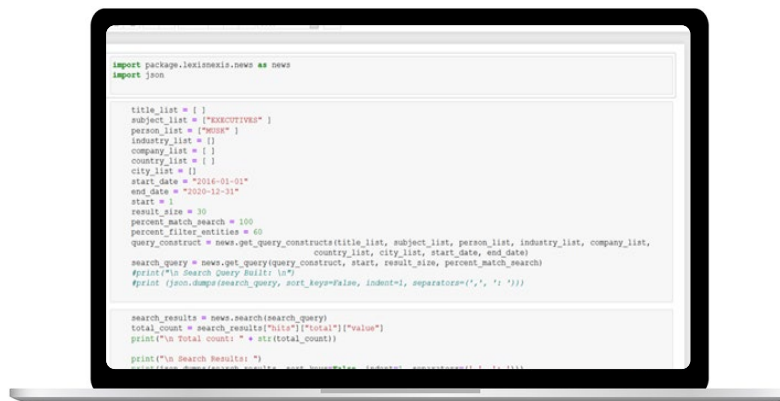 import package.lexisnexis.news as news
import json
title_list = [ ]
subject_list = ["EXECUTIVES" ]
person_list = ["MUSK" ]
industry_list = []
company_list = [ ]
country_list = [ ]
city_list = []
start_date = "2016-01-01"
end_date = "2020-12-31"
start = 1
result_size = 30
percent_match_search = 100
percent_filter_entities = 60
query_construct = news.get_query_constructs(title_list, subject_list, person_list, industry_list, company_list,
country_list, city_list, start_date, end_date)
search_query = news.get_query(query_construct, start, result_size, percent_match_search)
#print("\n Search Query Built: \n")
#print (json.dumps(search_query, sort_keys=False, indent=1, separators=(',', ': ')))
search_results = news.search(search_query)
total_count = search_results["hits"]["total"]["value"]
print("\n Total count: " + str(total_count))
print("\n Search Results: ")